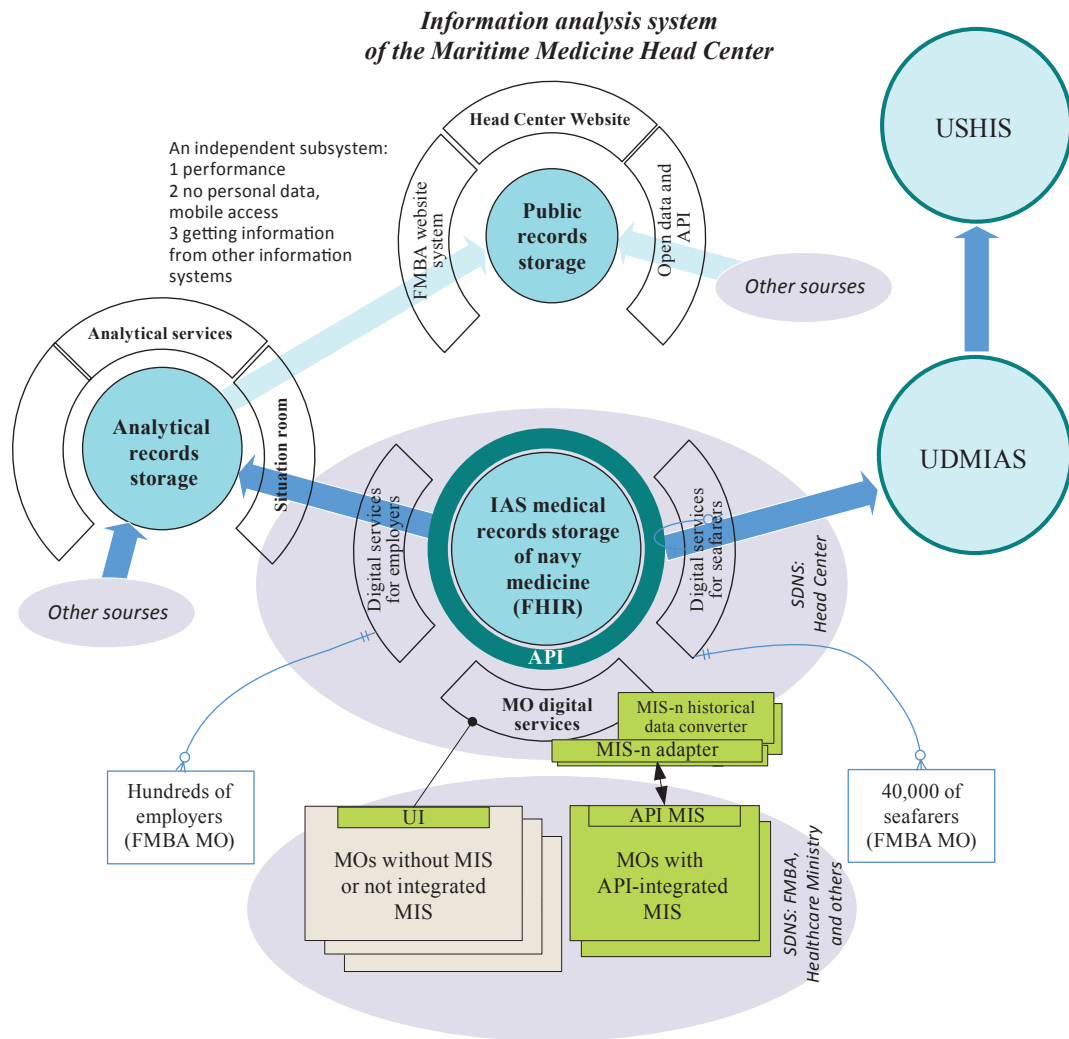 Information analysis system
of the Maritime Medicine Head Center
USHIS
Head Center Website
FMBA website
system
Open data and
API
Public
records
storage
An independent subsystem:
1 performance
2 no personal data,
mobile access
3 getting information
from other information
systems
Other sourses
Analytical services
Situation room
Analytical
records
storage
Other sourses
UDMIAS
Digital services
for employers
IAS medical
records storage
of navy
medicine
(FHIR)
API
Digital services
for seafarers
SDNS:
Head Center
MO digital
services
MIS-n historical
data converter
MIS-n adapter
Hundreds of
employers
(FMBA MO)
40,000 of
seafarers
(FMBA MO)
UI
MOs without MIS
or not integrated
MIS
API MIS
MOs with
API-integrated
MIS
SDNS: FMBA,
Healthcare Ministry
and others